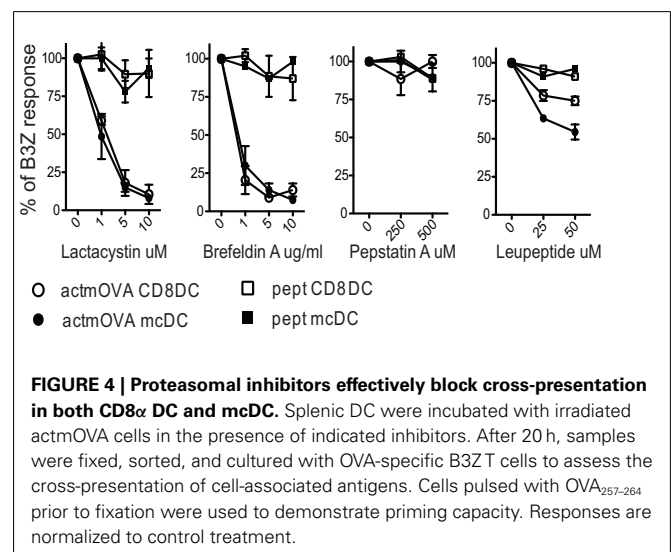 % of B3Z response
100
75
50
25
0
0 1 5 10
Lactacystin uM
100
75
50
25
0
0 1 5 10
Brefeldin A ug/ml
100
75
50
25
0
0 250 500
Pepstatin A uM
100
75
50
25
0
0 25 50
Leupeptide uM
actmOVA CD8DC
pept CD8DC
actmOVA mcDC
pept mcDC
FIGURE 4 | Proteasomal inhibitors effectively block cross-presentation
in both CD8α DC and mcDC. Splenic DC were incubated with irradiated
actmOVA cells in the presence of indicated inhibitors. After 20 h, samples
were fixed, sorted, and cultured with OVA-specific B3Z T cells to assess the
cross-presentation of cell-associated antigens. Cells pulsed with OVA257–264
prior to fixation were used to demonstrate priming capacity. Responses are
normalized to control treatment.